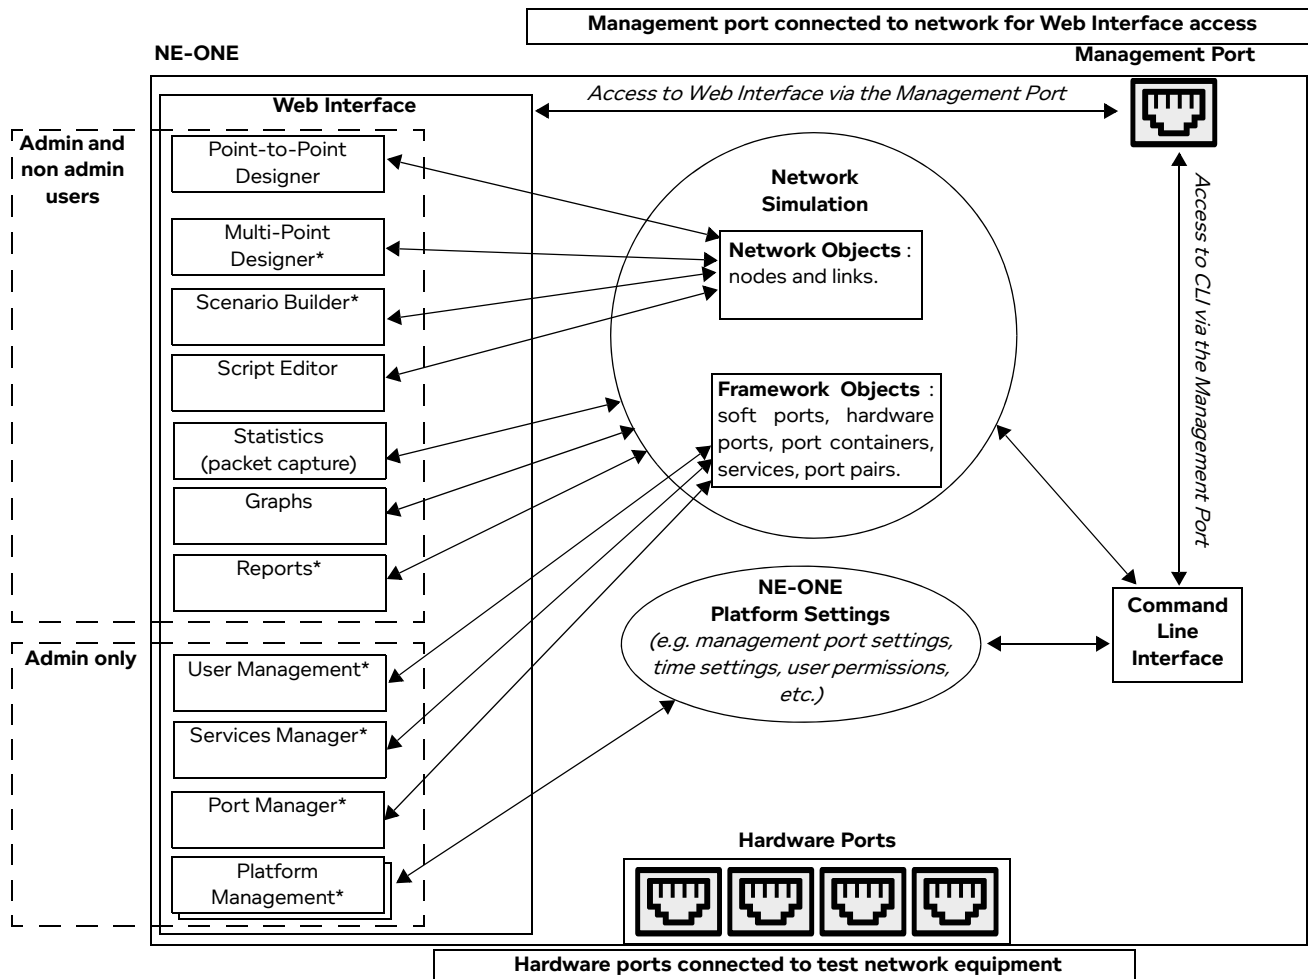 Management port connected to network for Web Interface access
NE-ONE
Management Port
Web Interface
Access to Web Interface via the Management Port
Admin and
non admin
users
Point-to-Point
Designer
Multi-Point
Designer*
Scenario Builder*
Script Editor
Statistics
(packet capture)
Graphs
Reports*
Admin only
User Management*
Services Manager*
Port Manager*
Platform
Management*
Network
Simulation
Network Objects :
nodes and links.
Framework Objects :
soft ports, hardware
ports, port containers,
services, port pairs.
NE-ONE
Platform Settings
(e.g. management port settings,
time settings, user permissions,
etc.)
Access to CLI via the Management Port
Command
Line
Interface
Hardware Ports
Hardware ports connected to test network equipment